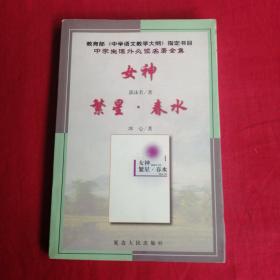 教育部《中学语文教学大纲》指定书目
中学生课外必读名著全集
女神
郭沫若/著
繁星·春水
冰心/著
女神
繁星·春水
延边人民出版社